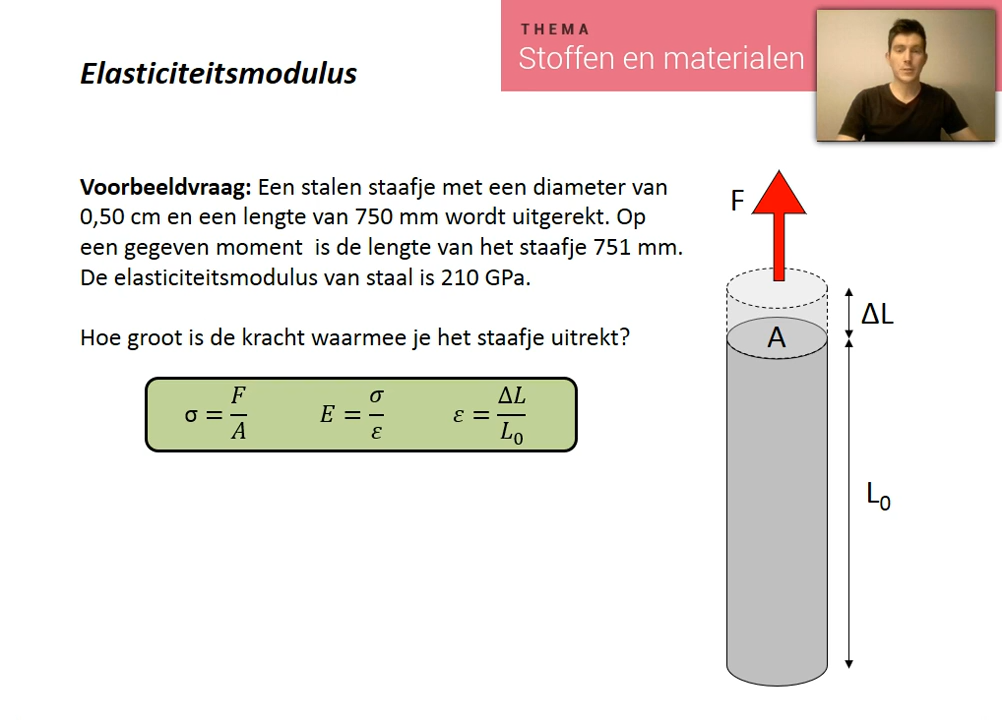 THEMA
Stoffen en materialen
Elasticiteitsmodulus
Voorbeeldvraag: Een stalen staafje met een diameter van
0,50 cm en een lengte van 750 mm wordt uitgerekt. Op
een gegeven moment  is de lengte van het staafje 751 mm.
De elasticiteitsmodulus van staal is 210 GPa.
Hoe groot is de kracht waarmee je het staafje uitrekt?
σ = F/A   E = σ/ε   ε = ΔL/L₀
F
ΔL
A
L₀